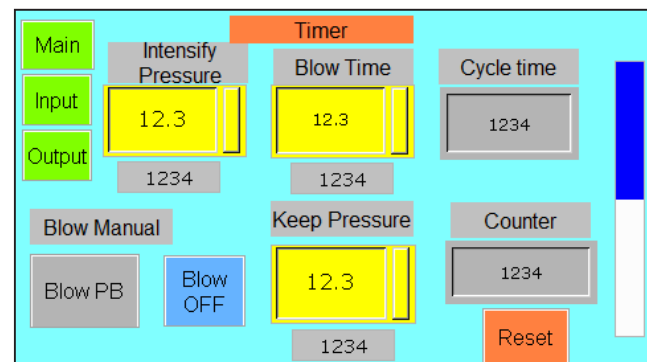 Timer
Main
Intensify
Pressure
Blow Time
Cycle time
Input
12.3
12.3
1234
Output
1234
1234
Blow Manual
Keep Pressure
Counter
Blow PB
Blow
OFF
12.3
1234
1234
Reset